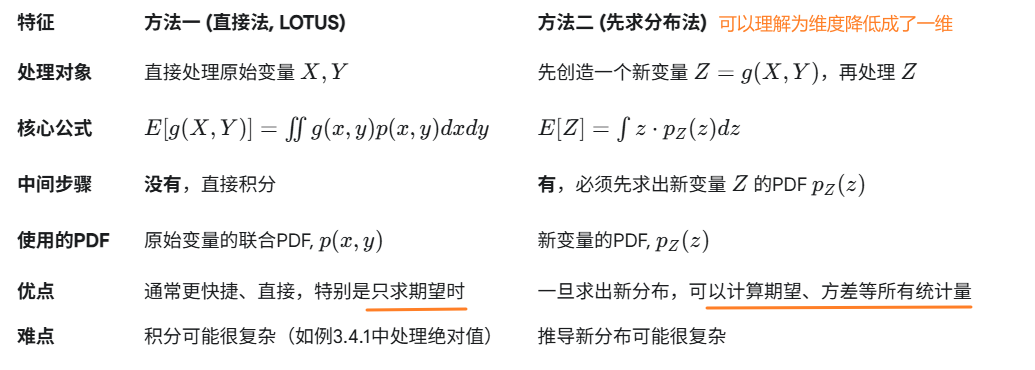 特征 方法一 (直接法, LOTUS) 方法二 (先求分布法) 可以理解为维度降低成了一维
处理对象 直接处理原始变量 X, Y 先创造一个新变量 Z = g(X, Y)，再处理 Z
核心公式 E[g(X, Y)] = ∬ g(x, y)p(x, y)dxdy E[Z] = ∫ z · p_Z(z)dz
中间步骤 没有，直接积分 有，必须先求出新变量 Z 的PDF p_Z(z)
使用的PDF 原始变量的联合PDF, p(x, y) 新变量的PDF, p_Z(z)
优点 通常更快捷、直接，特别是只求期望时 一旦求出新分布，可以计算期望、方差等所有统计量
难点 积分可能很复杂（如例3.4.1中处理绝对值） 推导新分布可能很复杂